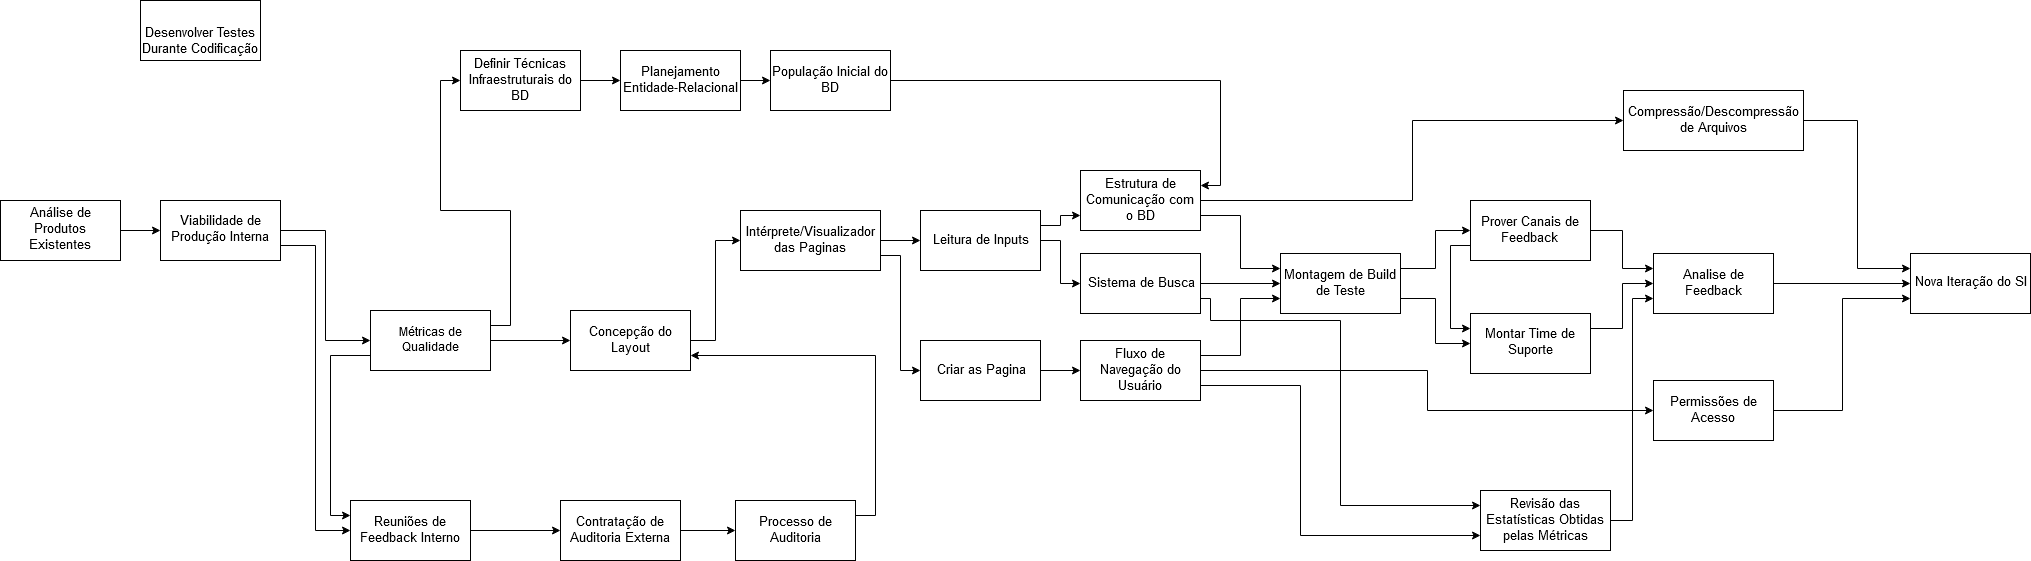 Desenvolver Testes
Durante Codificação
Definir Técnicas
Infraestruturais do
BD
Planejamento
Entidade-Relacional
População Inicial do
BD
Compressão/Descompressão
de Arquivos
Análise de
Produtos
Existentes
Viabilidade de
Produção Interna
Métricas de
Qualidade
Concepção do
Layout
Intérprete/Visualizador
das Paginas
Leitura de Inputs
Estrutura de
Comunicação com
o BD
Sistema de Busca
Criar as Pagina
Fluxo de
Navegação do
Usuário
Montagem de Build
de Teste
Prover Canais de
Feedback
Montar Time de
Suporte
Analise de
Feedback
Permissões de
Acesso
Nova Iteração do SI
Reuniões de
Feedback Interno
Contratação de
Auditoria Externa
Processo de
Auditoria
Revisão das
Estatísticas Obtidas
pelas Métricas